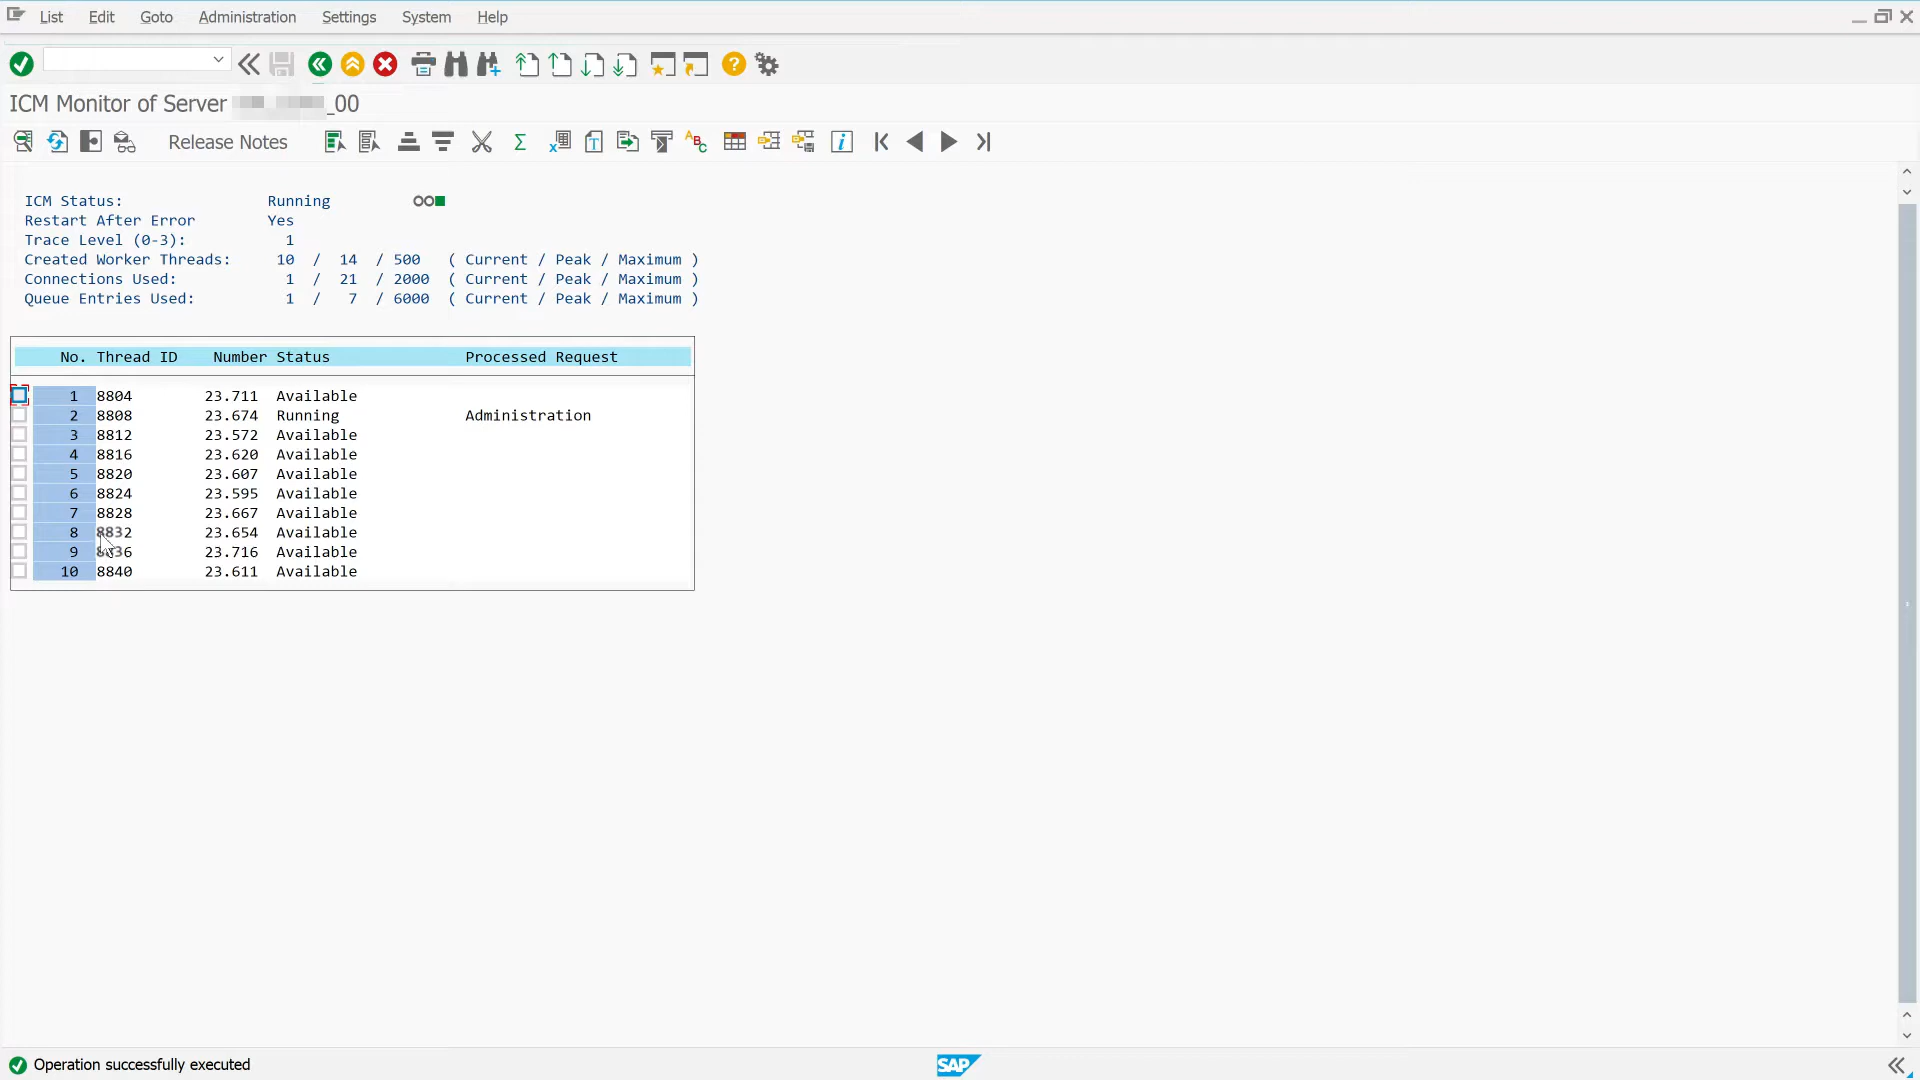 List Edit Goto Administration Settings System Help
ICM Monitor of Server _00
Release Notes
ICM Status: Running
Restart After Error Yes
Trace Level (0-3): 1
Created Worker Threads: 10 / 14 / 500 ( Current / Peak / Maximum )
Connections Used: 1 / 21 / 2000 ( Current / Peak / Maximum )
Queue Entries Used: 1 / 7 / 6000 ( Current / Peak / Maximum )
No. Thread ID Number Status Processed Request
1 8804 23.711 Available
2 8808 23.674 Running Administration
3 8812 23.572 Available
4 8816 23.620 Available
5 8820 23.607 Available
6 8824 23.595 Available
7 8828 23.667 Available
8 8832 23.654 Available
9 8836 23.716 Available
10 8840 23.611 Available
Operation successfully executed
SAP